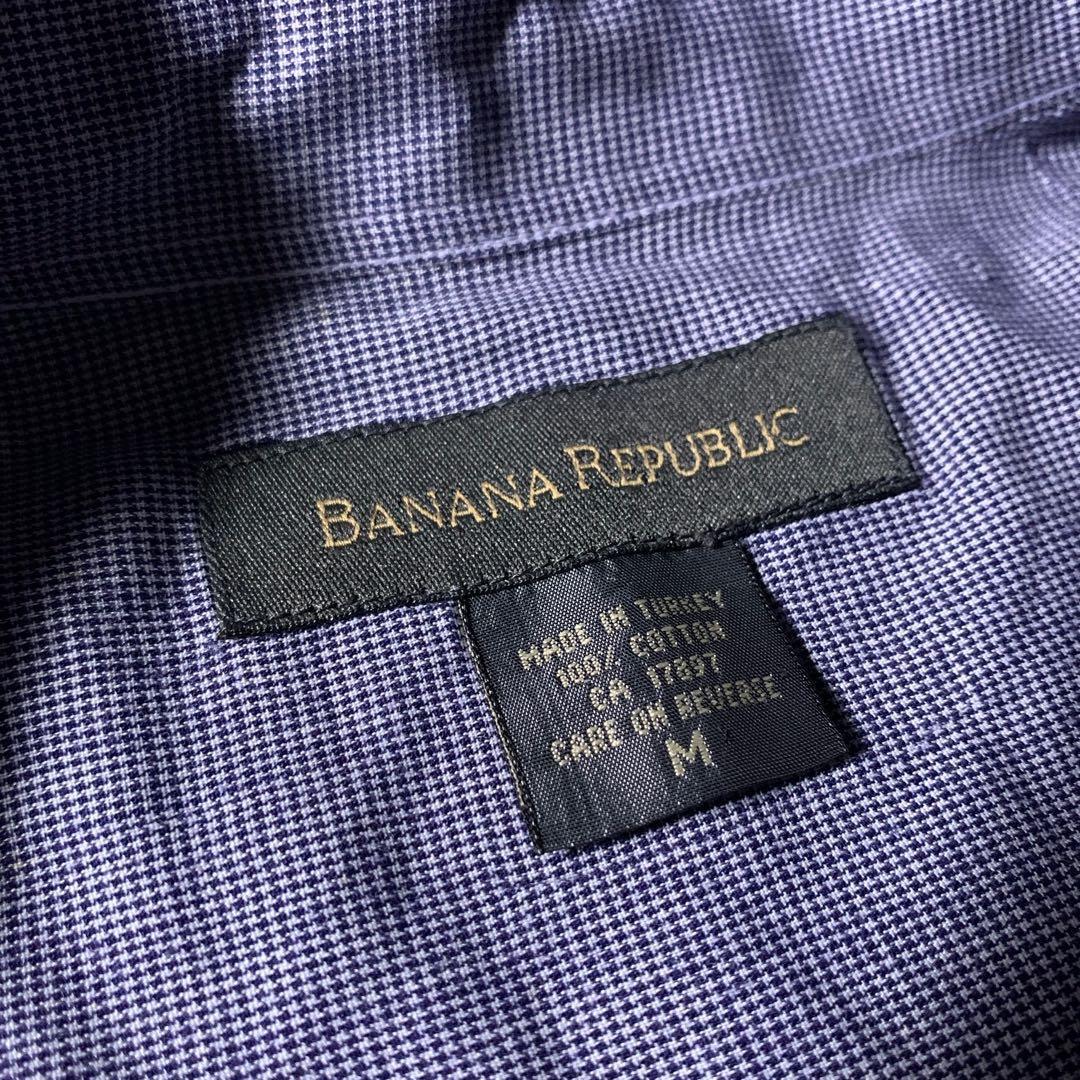 BANANA REPUBLIC
MADE IN TURKEY
100% COTTON
CA 17897
CARE ON REVERSE
M